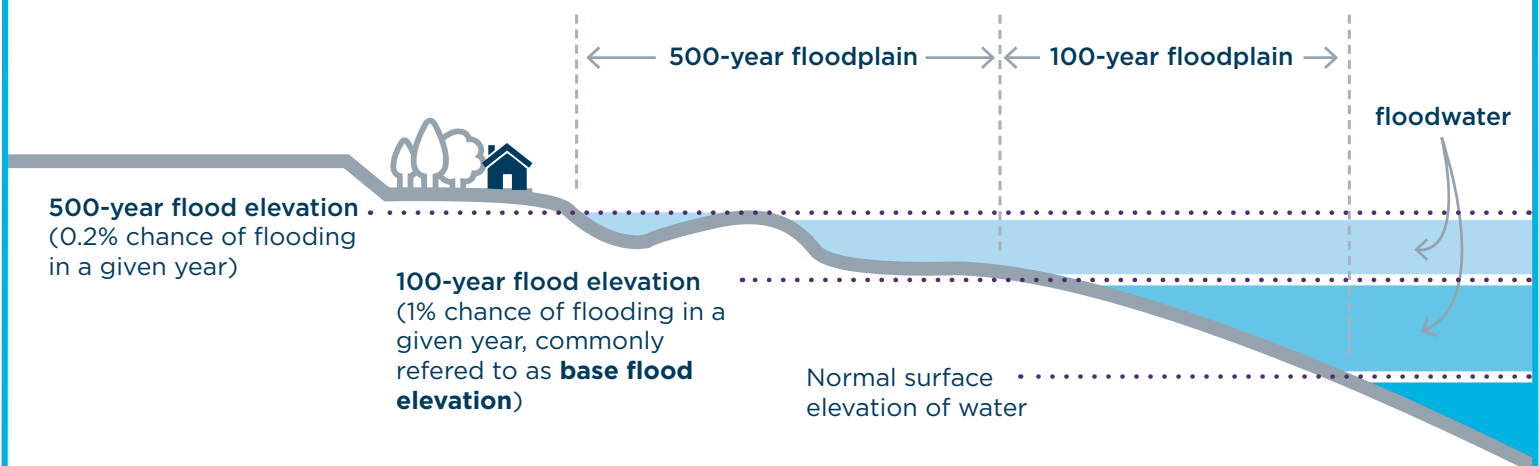 500-year floodplain
100-year floodplain
floodwater
500-year flood elevation
(0.2% chance of flooding
in a given year)
100-year flood elevation
(1% chance of flooding in a
given year, commonly
refered to as base flood
elevation)
Normal surface
elevation of water